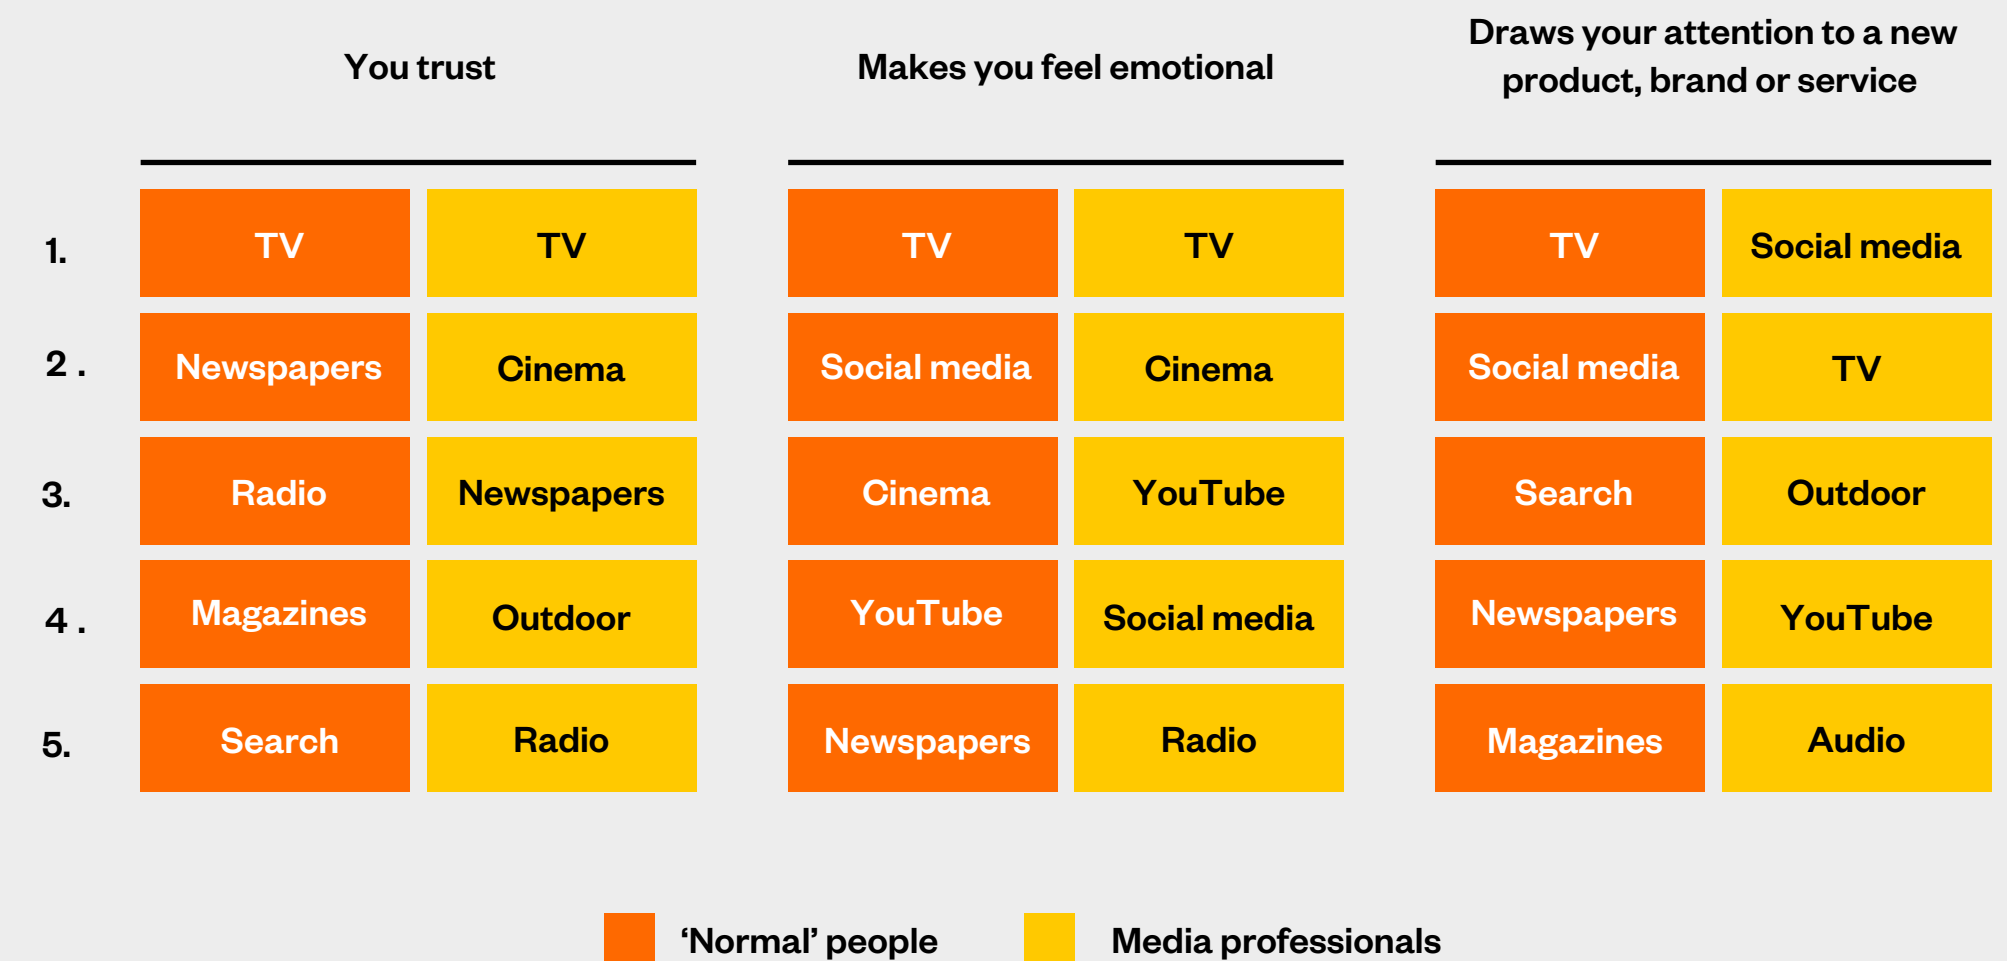 You trust
Makes you feel emotional
Draws your attention to a new
product, brand or service
1.
TV
TV
TV
TV
TV
Social media
2 .
Newspapers
Cinema
Social media
Cinema
Social media
TV
3.
Radio
Newspapers
Cinema
YouTube
Search
Outdoor
4 .
Magazines
Outdoor
YouTube
Social media
Newspapers
YouTube
5.
Search
Radio
Newspapers
Radio
Magazines
Audio
‘Normal’ people
Media professionals